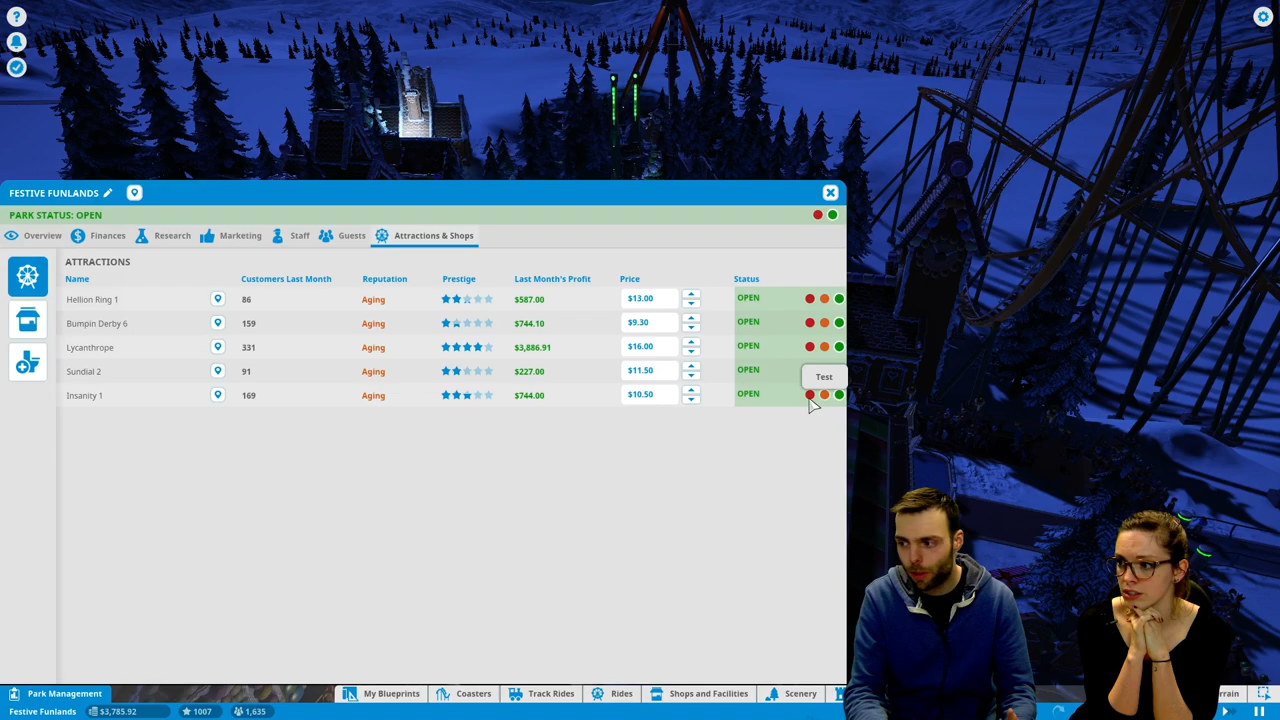 FESTIVE FUNLANDS
PARK STATUS: OPEN
Overview Finances Research Marketing Staff Guests Attractions & Shops
ATTRACTIONS
Name Customers Last Month Reputation Prestige Last Month's Profit Price Status
Hellion Ring 1 86 Aging $587.00 $13.00 OPEN
Bumpin Derby 6 159 Aging $744.10 $9.30 OPEN
Lycanthrope 331 Aging $3,886.91 $16.00 OPEN
Sundial 2 91 Aging $227.00 $11.50 OPEN
Test
Insanity 1 169 Aging $744.00 $10.50 OPEN
Park Management My Blueprints Coasters Track Rides Rides Shops and Facilities Scenery rrain
Festive Funlands $3,785.92 1007 1,635